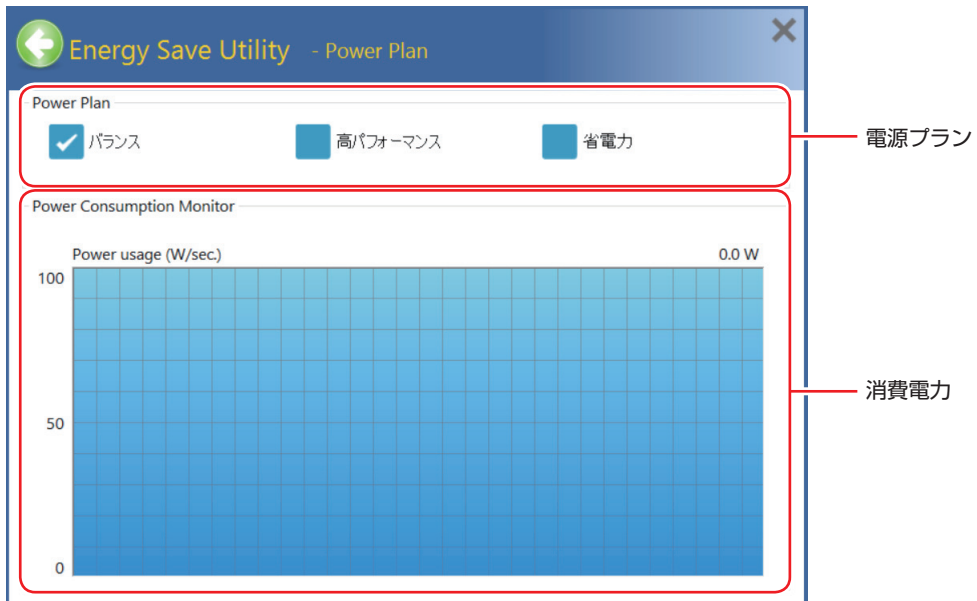 Energy Save Utility - Power Plan
Power Plan
バランス 高パフォーマンス 省電力
電源プラン
Power Consumption Monitor
Power usage (W/sec.) 0.0 W
100
50
0
消費電力